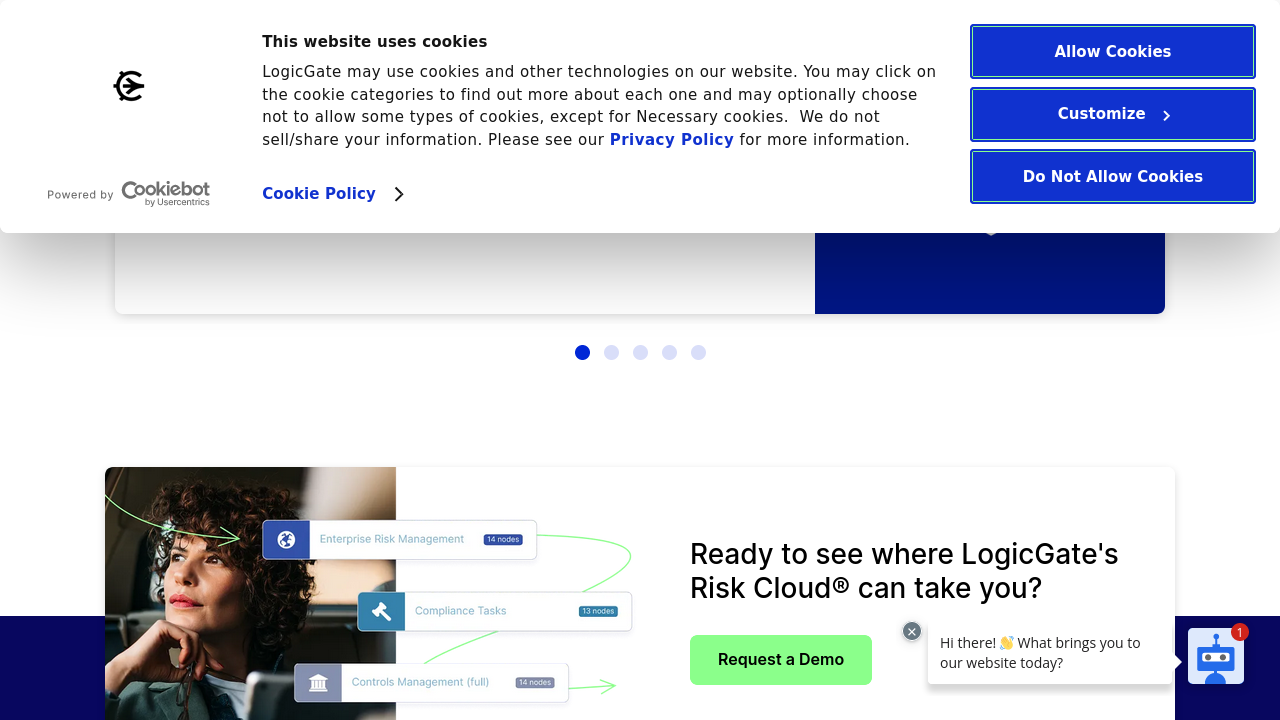 This website uses cookies
LogicGate may use cookies and other technologies on our website. You may click on
the cookie categories to find out more about each one and may optionally choose
not to allow some types of cookies, except for Necessary cookies.  We do not
sell/share your information. Please see our Privacy Policy for more information.
Powered by Cookiebot
by Usercentrics
Cookie Policy
Allow Cookies
Customize
Do Not Allow Cookies
Enterprise Risk Management 14 nodes
Compliance Tasks 13 nodes
Controls Management (full) 14 nodes
Ready to see where LogicGate's
Risk Cloud® can take you?
Request a Demo
Hi there! 👋 What brings you to
our website today?
1